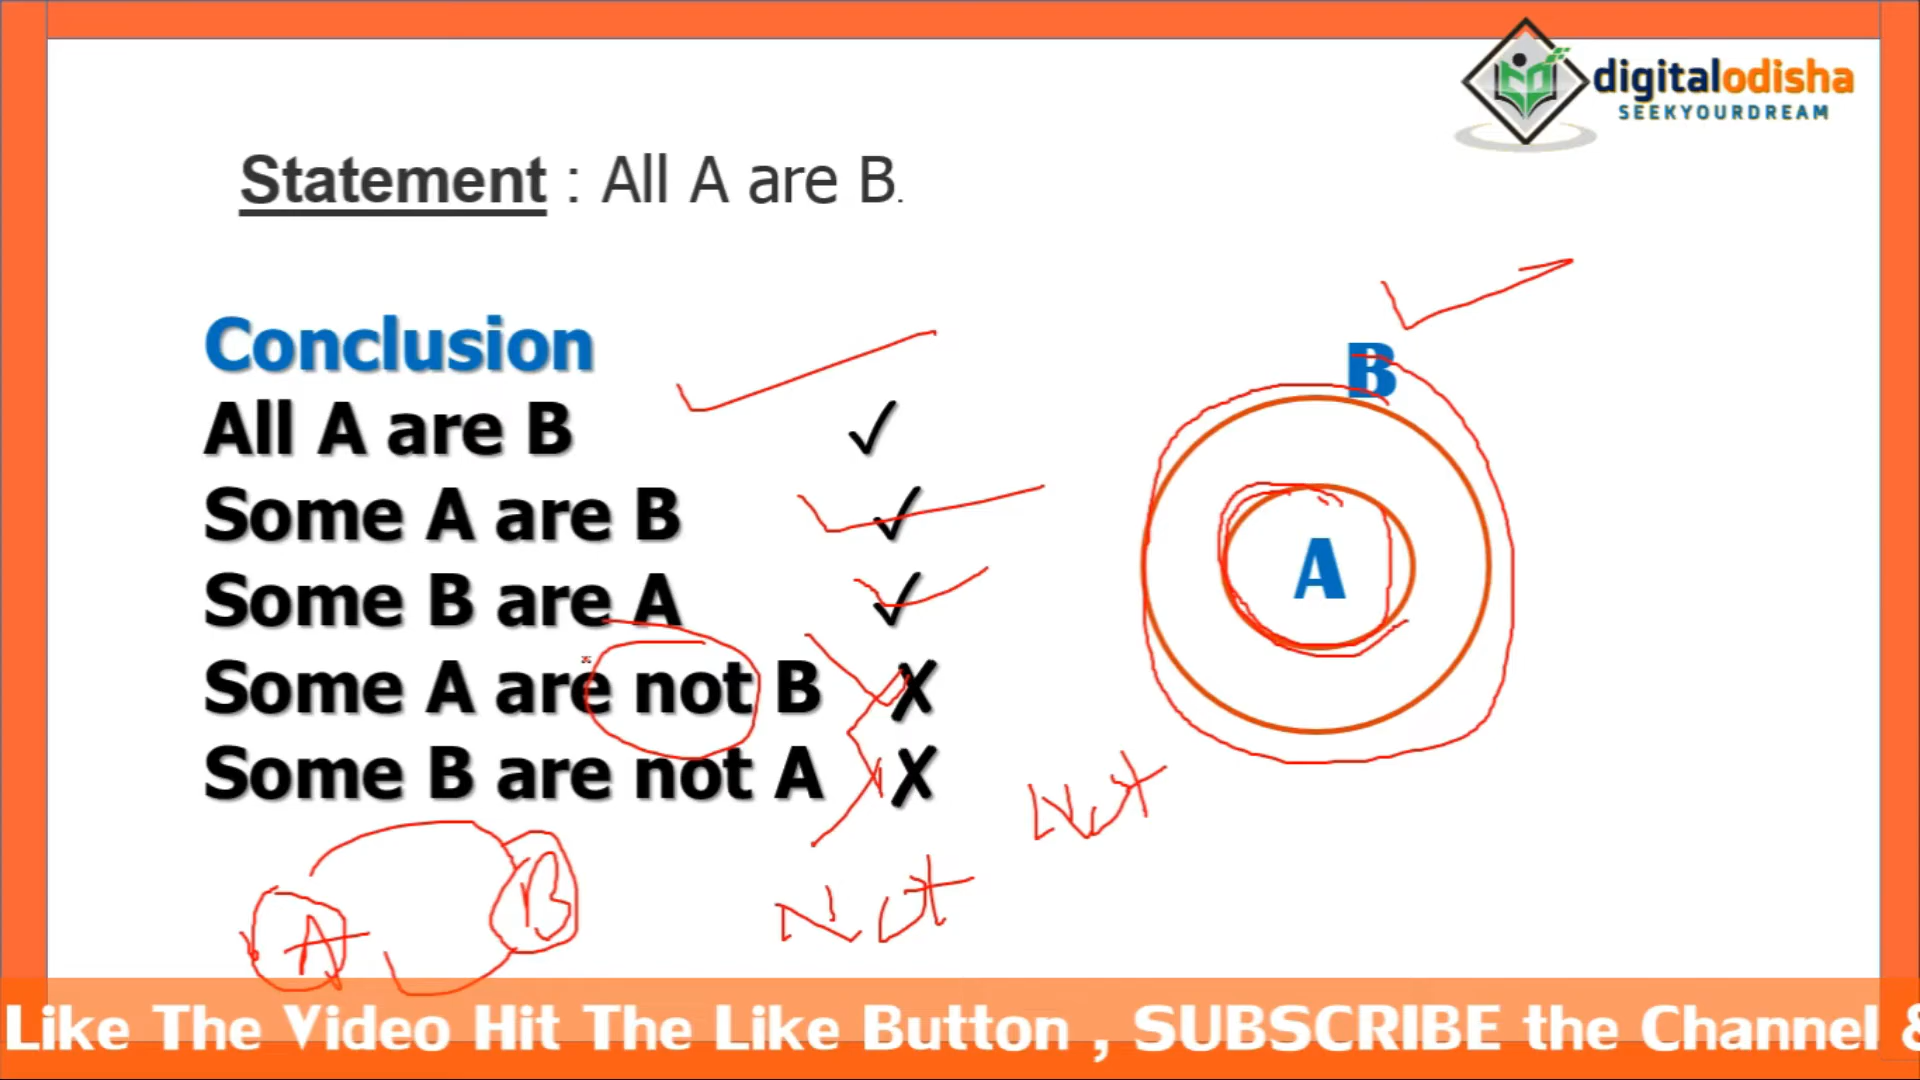 digitalodisha
SEEKYOURDREAM
Statement : All A are B.
Conclusion
All A are B ✓
Some A are B ✓
Some B are A ✓
Some A are not B ✗
Some B are not A ✗
B
A
Not
Not
A
B
Like The Video Hit The Like Button , SUBSCRIBE the Channel &